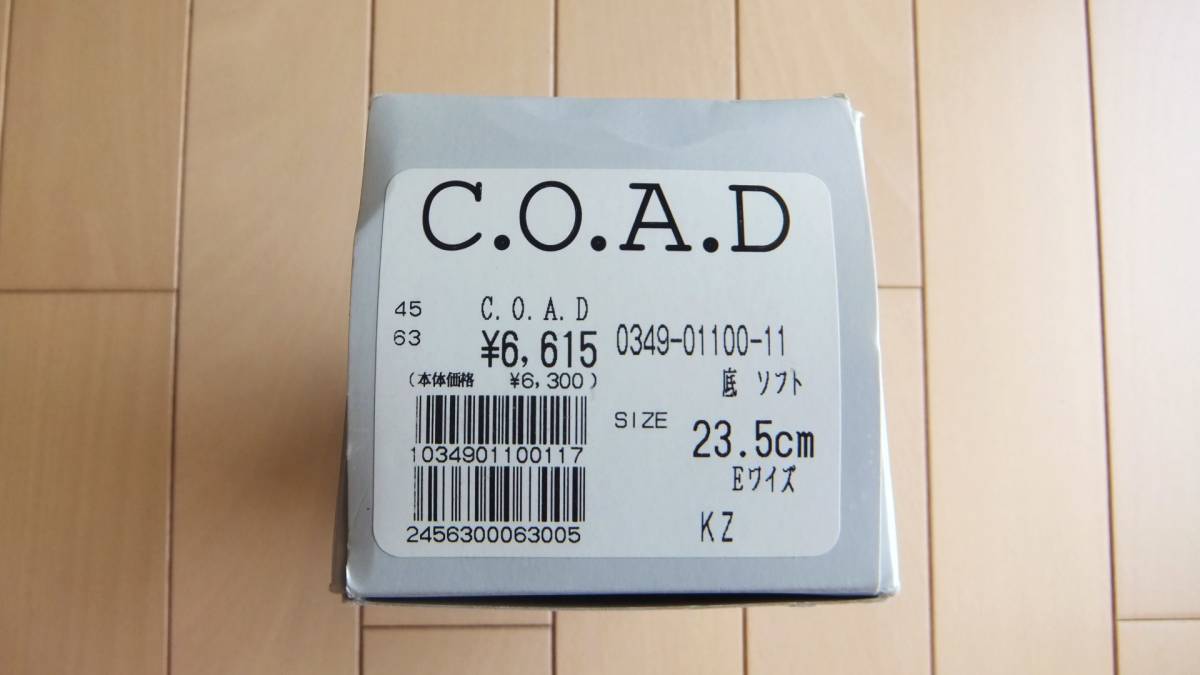 C.O.A.D
45 C.O.A.D
63 ¥6,615 0349-01100-11
(本体価格 ¥6,300) 底 ソフト
SIZE 23.5cm
1034901100117
Eワイズ
2456300063005 KZ